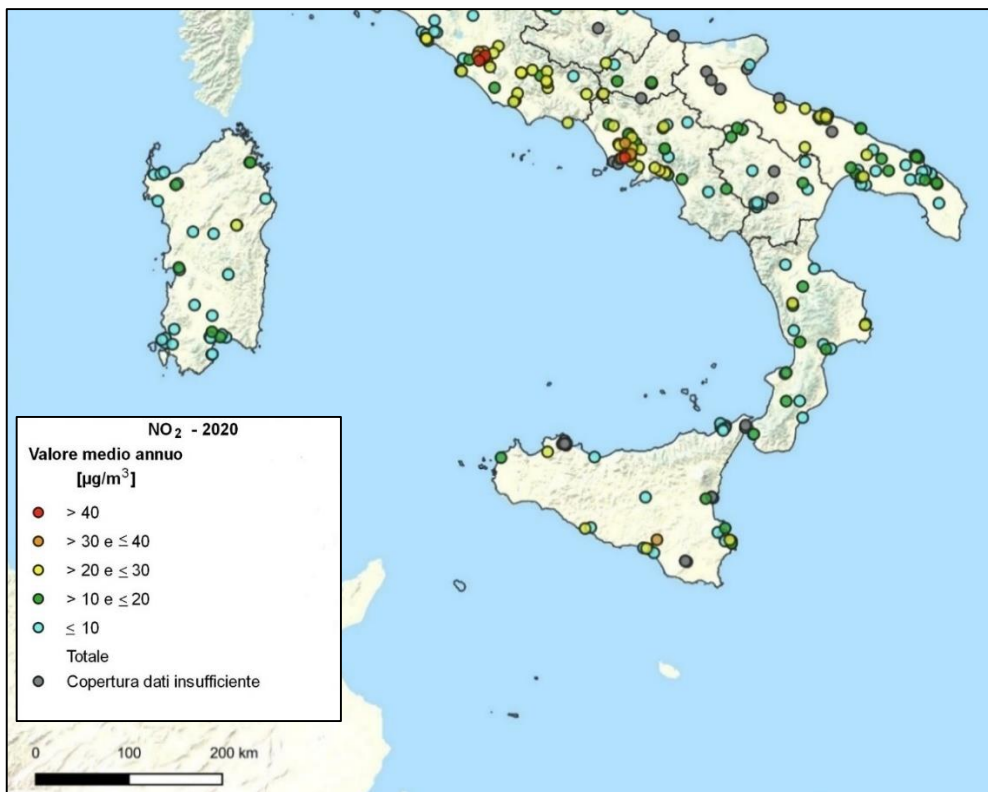 NO2 - 2020
Valore medio annuo
[µg/m3]
> 40
> 30 e ≤ 40
> 20 e ≤ 30
> 10 e ≤ 20
≤ 10
Totale
Copertura dati insufficiente
0 100 200 km